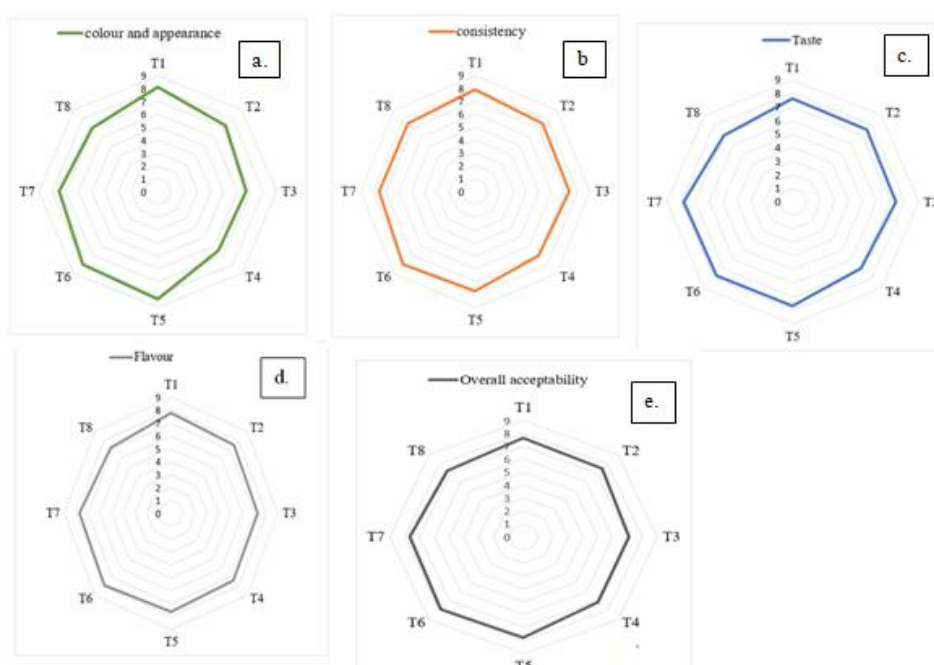 colour and appearance
a.
T1
T2
T3
T4
T5
T6
T7
T8
9
8
7
6
5
4
3
2
1
0
consistency
b
T1
T2
T3
T4
T5
T6
T7
T8
9
8
7
6
5
4
3
2
1
0
Taste
c.
T1
T2
T3
T4
T5
T6
T7
T8
9
8
7
6
5
4
3
2
1
0
Flavour
d.
T1
T2
T3
T4
T5
T6
T7
T8
9
8
7
6
5
4
3
2
1
0
Overall acceptability
e.
T1
T2
T3
T4
T5
T6
T7
T8
9
8
7
6
5
4
3
2
1
0